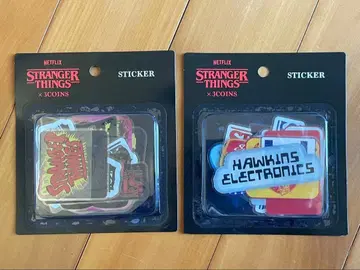 NETFLIX
STRANGER
THINGS
× 3COINS
STICKER
NETFLIX
STRANGER
THINGS
× 3COINS
STICKER
HAWKINS
ELECTRONICS